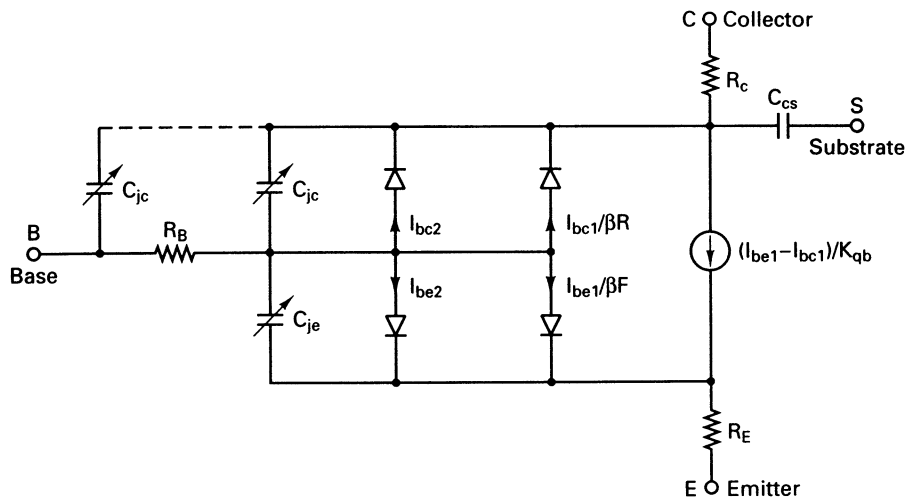 C Collector
R_c
C_cs
S
Substrate
C_jc
C_jc
B
Base
R_B
I_bc2
I_bc1/βR
(I_be1–I_bc1)/K_qb
I_be2
I_be1/βF
C_je
R_E
E Emitter